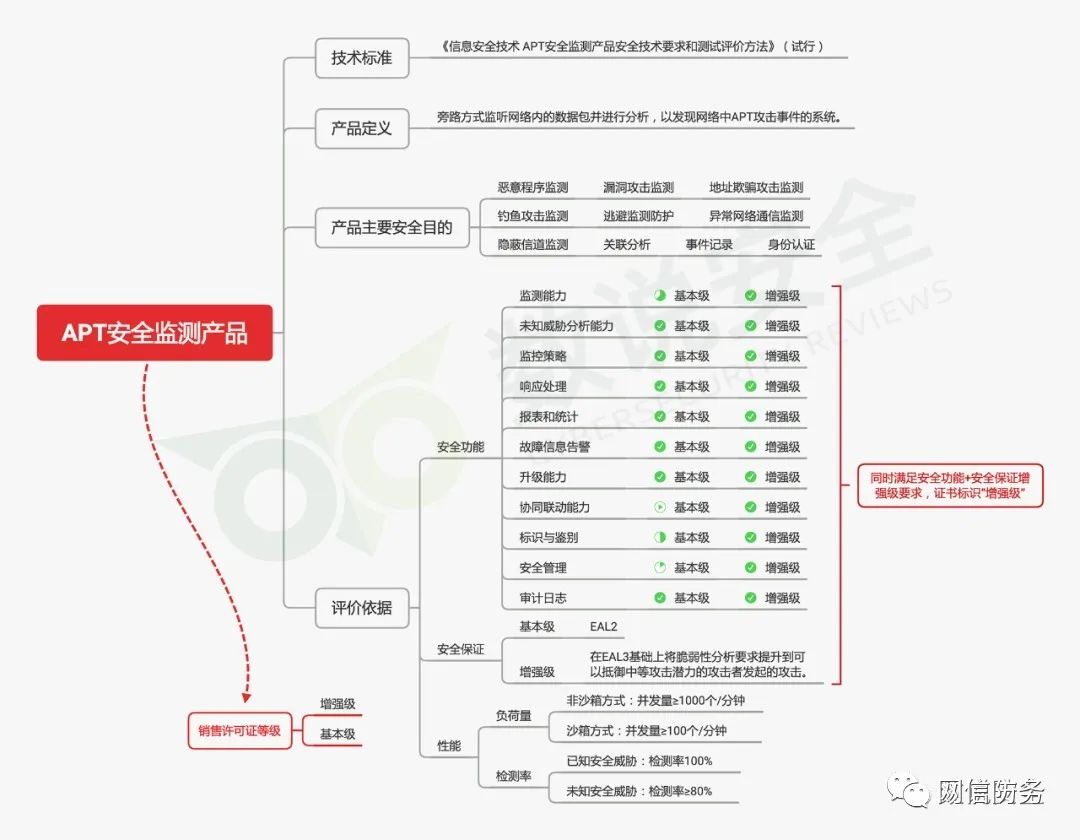 技术标准
《信息安全技术 APT安全监测产品安全技术要求和测试评价方法》（试行）
产品定义
旁路方式监听网络内的数据包并进行分析，以发现网络中APT攻击事件的系统。
产品主要安全目的
恶意程序监测 漏洞攻击监测 地址欺骗攻击监测
钓鱼攻击监测 逃避监测防护 异常网络通信监测
隐蔽信道监测 关联分析 事件记录 身份认证
APT安全监测产品
评价依据
安全功能
监测能力 基本级 增强级
未知威胁分析能力 基本级 增强级
监控策略 基本级 增强级
响应处理 基本级 增强级
报表和统计 基本级 增强级
故障信息告警 基本级 增强级
升级能力 基本级 增强级
协同联动能力 基本级 增强级
标识与鉴别 基本级 增强级
安全管理 基本级 增强级
审计日志 基本级 增强级
同时满足安全功能+安全保证增
强级要求，证书标识“增强级”
安全保证
基本级 EAL2
增强级
在EAL3基础上将脆弱性分析要求提升到可
以抵御中等攻击潜力的攻击者发起的攻击。
性能
负荷量
非沙箱方式：并发量≥1000个/分钟
沙箱方式：并发量≥100个/分钟
检测率
已知安全威胁：检测率100%
未知安全威胁：检测率≥80%
销售许可证等级
增强级
基本级
数说安全
CYBERSECURITY REVIEWS
网信防务